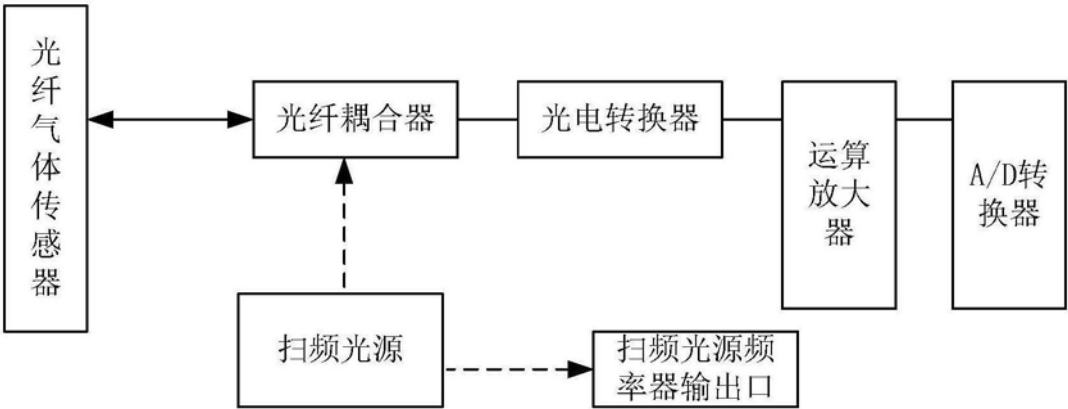 光
纤
气
体
传
感
器
光纤耦合器
光电转换器
运算
放大
器
A/D转
换器
扫频光源
扫频光源频
率器输出口